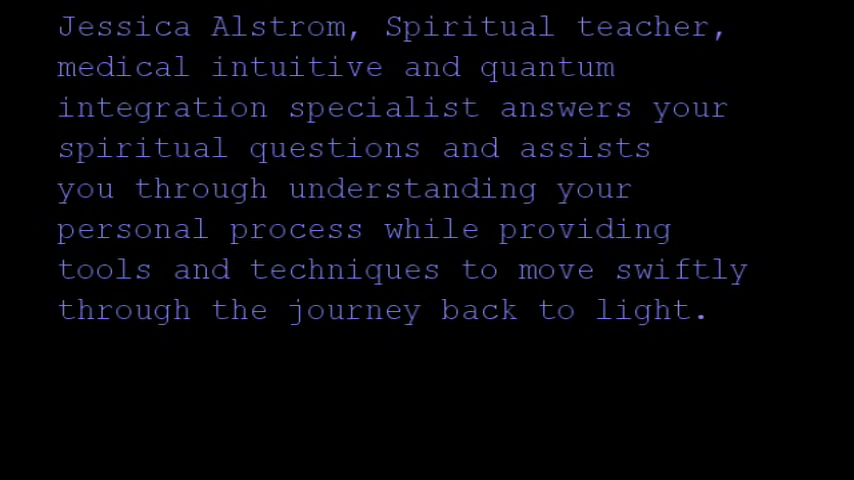 Jessica Alstrom, Spiritual teacher,
medical intuitive and quantum
integration specialist answers your
spiritual questions and assists
you through understanding your
personal process while providing
tools and techniques to move swiftly
through the journey back to light.